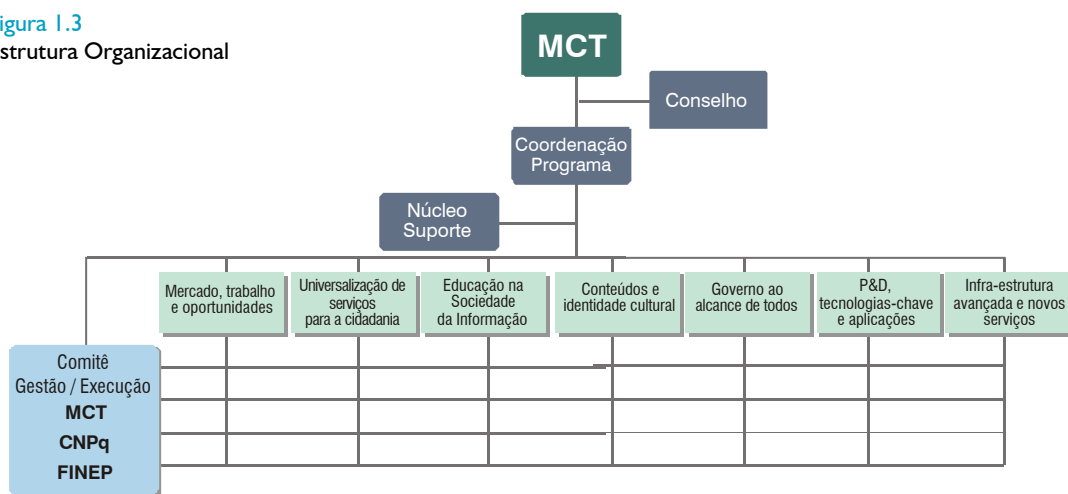 igura 1.3
strutura Organizacional
MCT
Conselho
Coordenação
Programa
Núcleo
Suporte
Mercado, trabalho
e oportunidades
Universalização de
serviços
para a cidadania
Educação na
Sociedade
da Informação
Conteúdos e
identidade cultural
Governo ao
alcance de todos
P&D,
tecnologias-chave
e aplicações
Infra-estrutura
avançada e novos
serviços
Comitê
Gestão / Execução
MCT
CNPq
FINEP